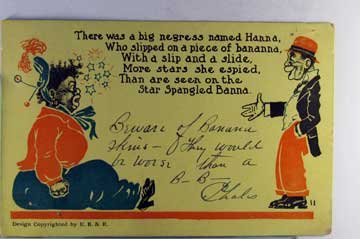 There was a big negress named Hanna,
Who slipped on a piece of bananna,
With a slip and a slide,
More stars she espied,
Than are seen on the
Star Spangled Banna.
Beware of Banana
Skins - They would
be worse than a
B- B-
11
Design Copyrighted by